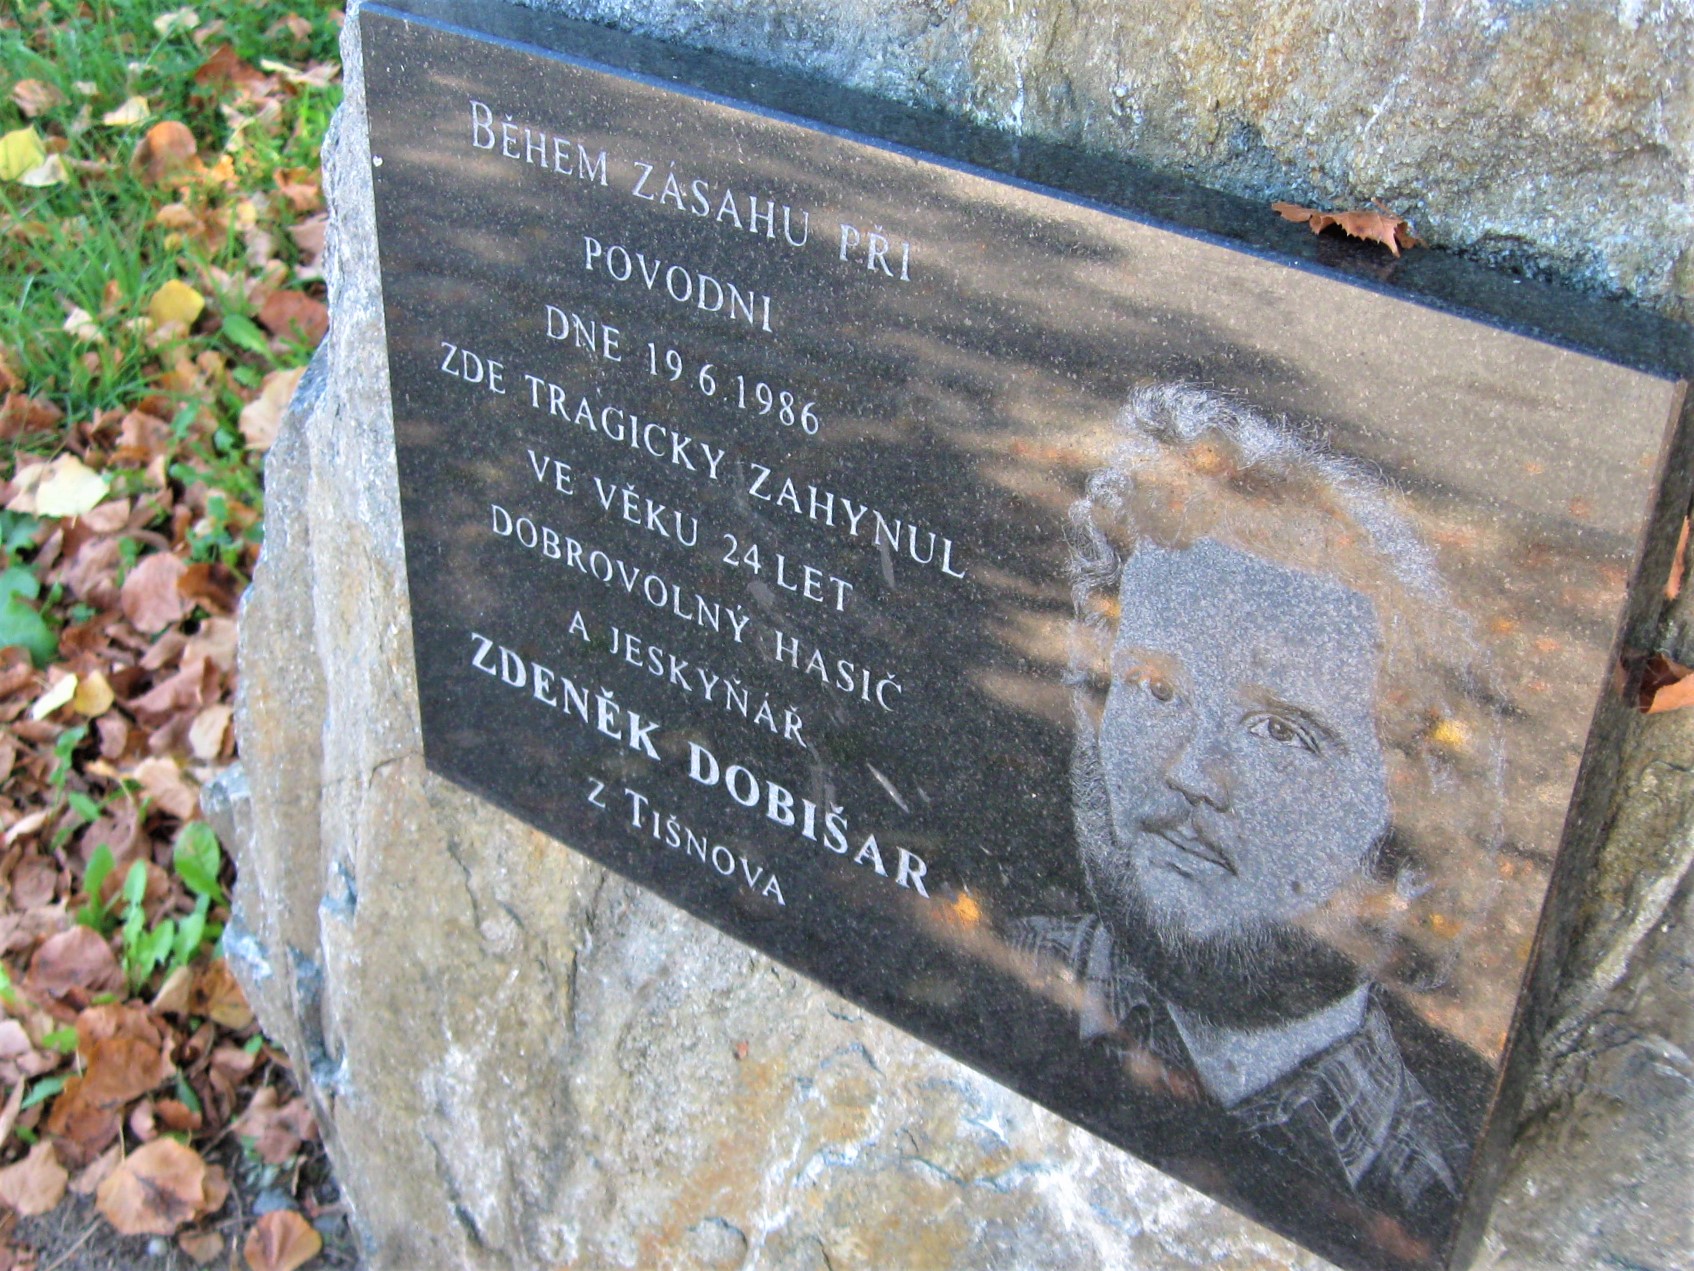 BĚHEM ZÁSAHU PŘI
POVODNI
DNE 19.6.1986
ZDE TRAGICKY ZAHYNUL
VE VĚKU 24 LET
DOBROVOLNÝ HASIČ
A JESKYŇÁŘ
ZDENĚK DOBIŠAR
Z TIŠNOVA